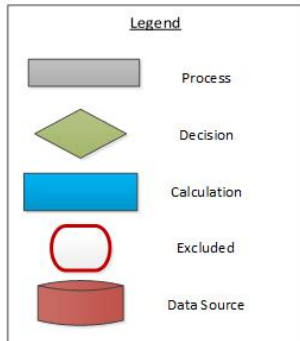 Legend
Process
Decision
Calculation
Excluded
Data Source